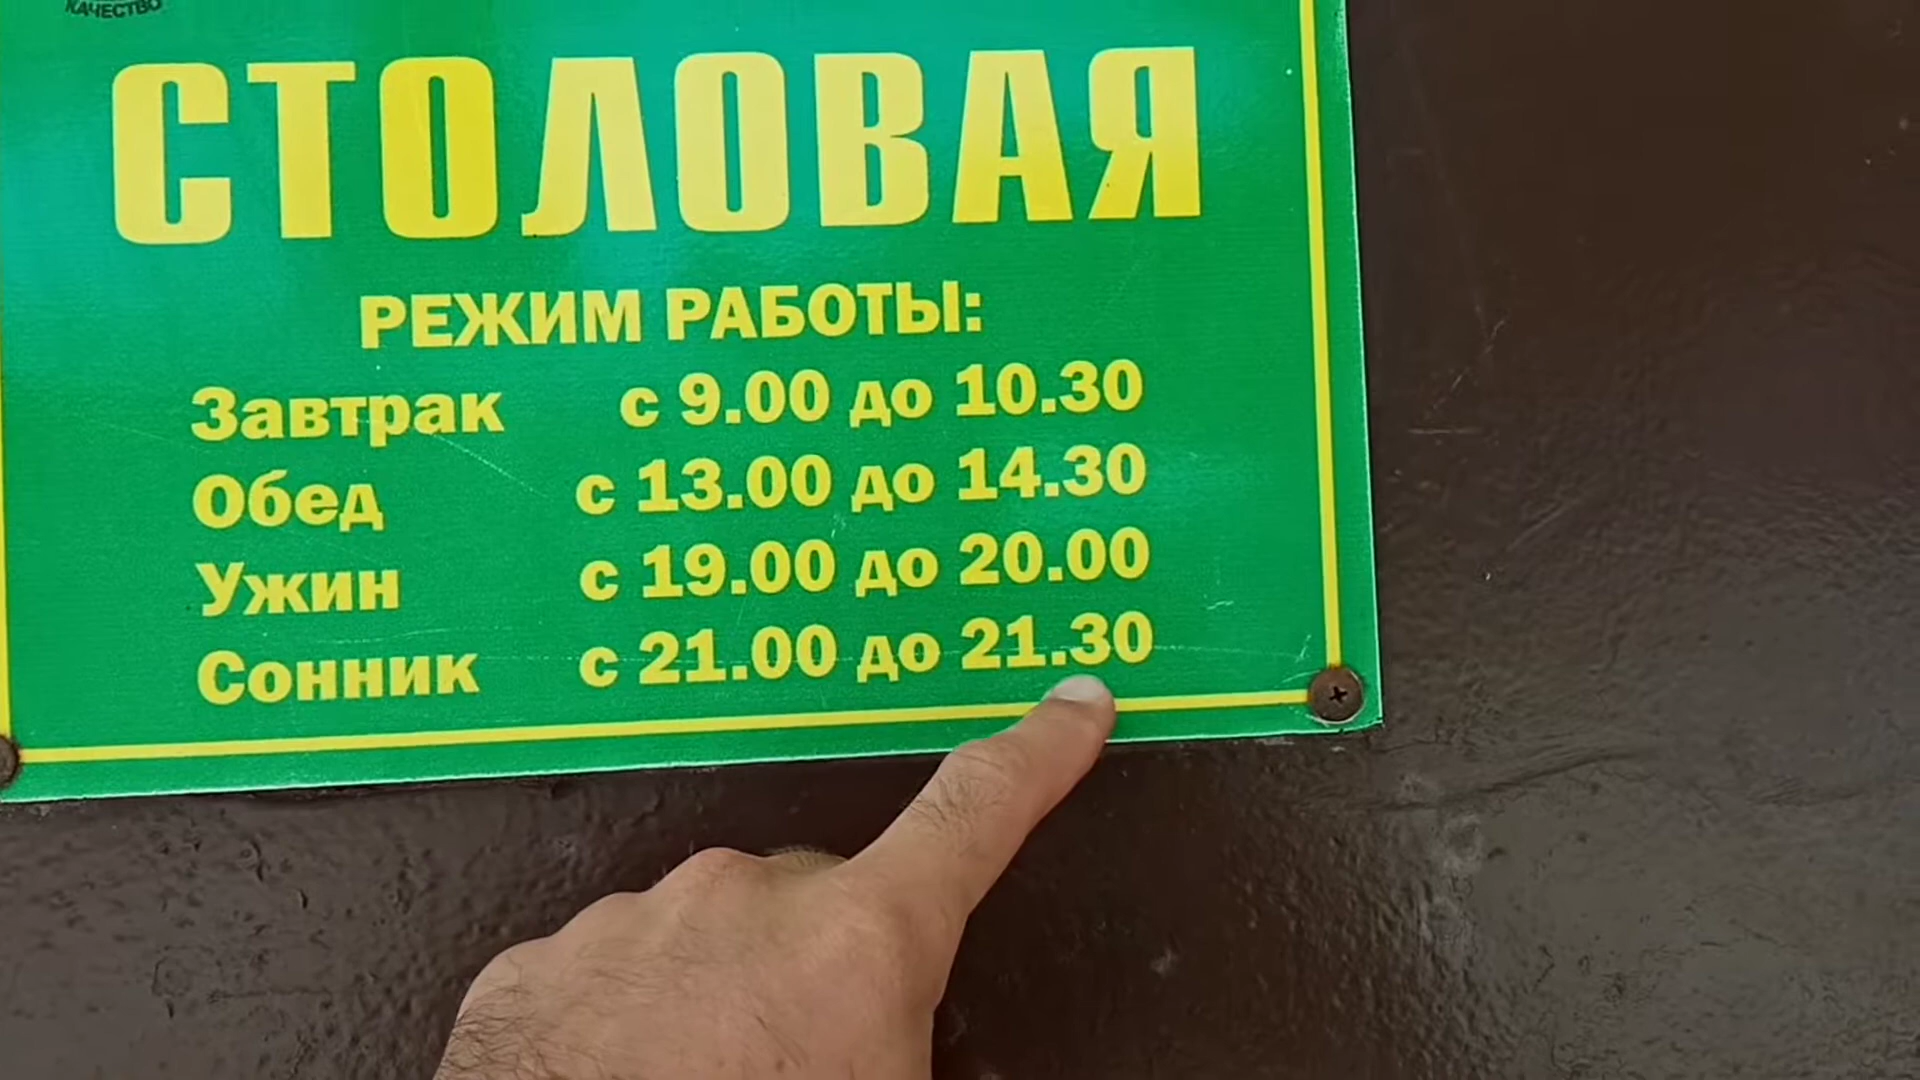 КАЧЕСТВО
СТОЛОВАЯ
РЕЖИМ РАБОТЫ:
Завтрак с 9.00 до 10.30
Обед с 13.00 до 14.30
Ужин с 19.00 до 20.00
Сонник с 21.00 до 21.30